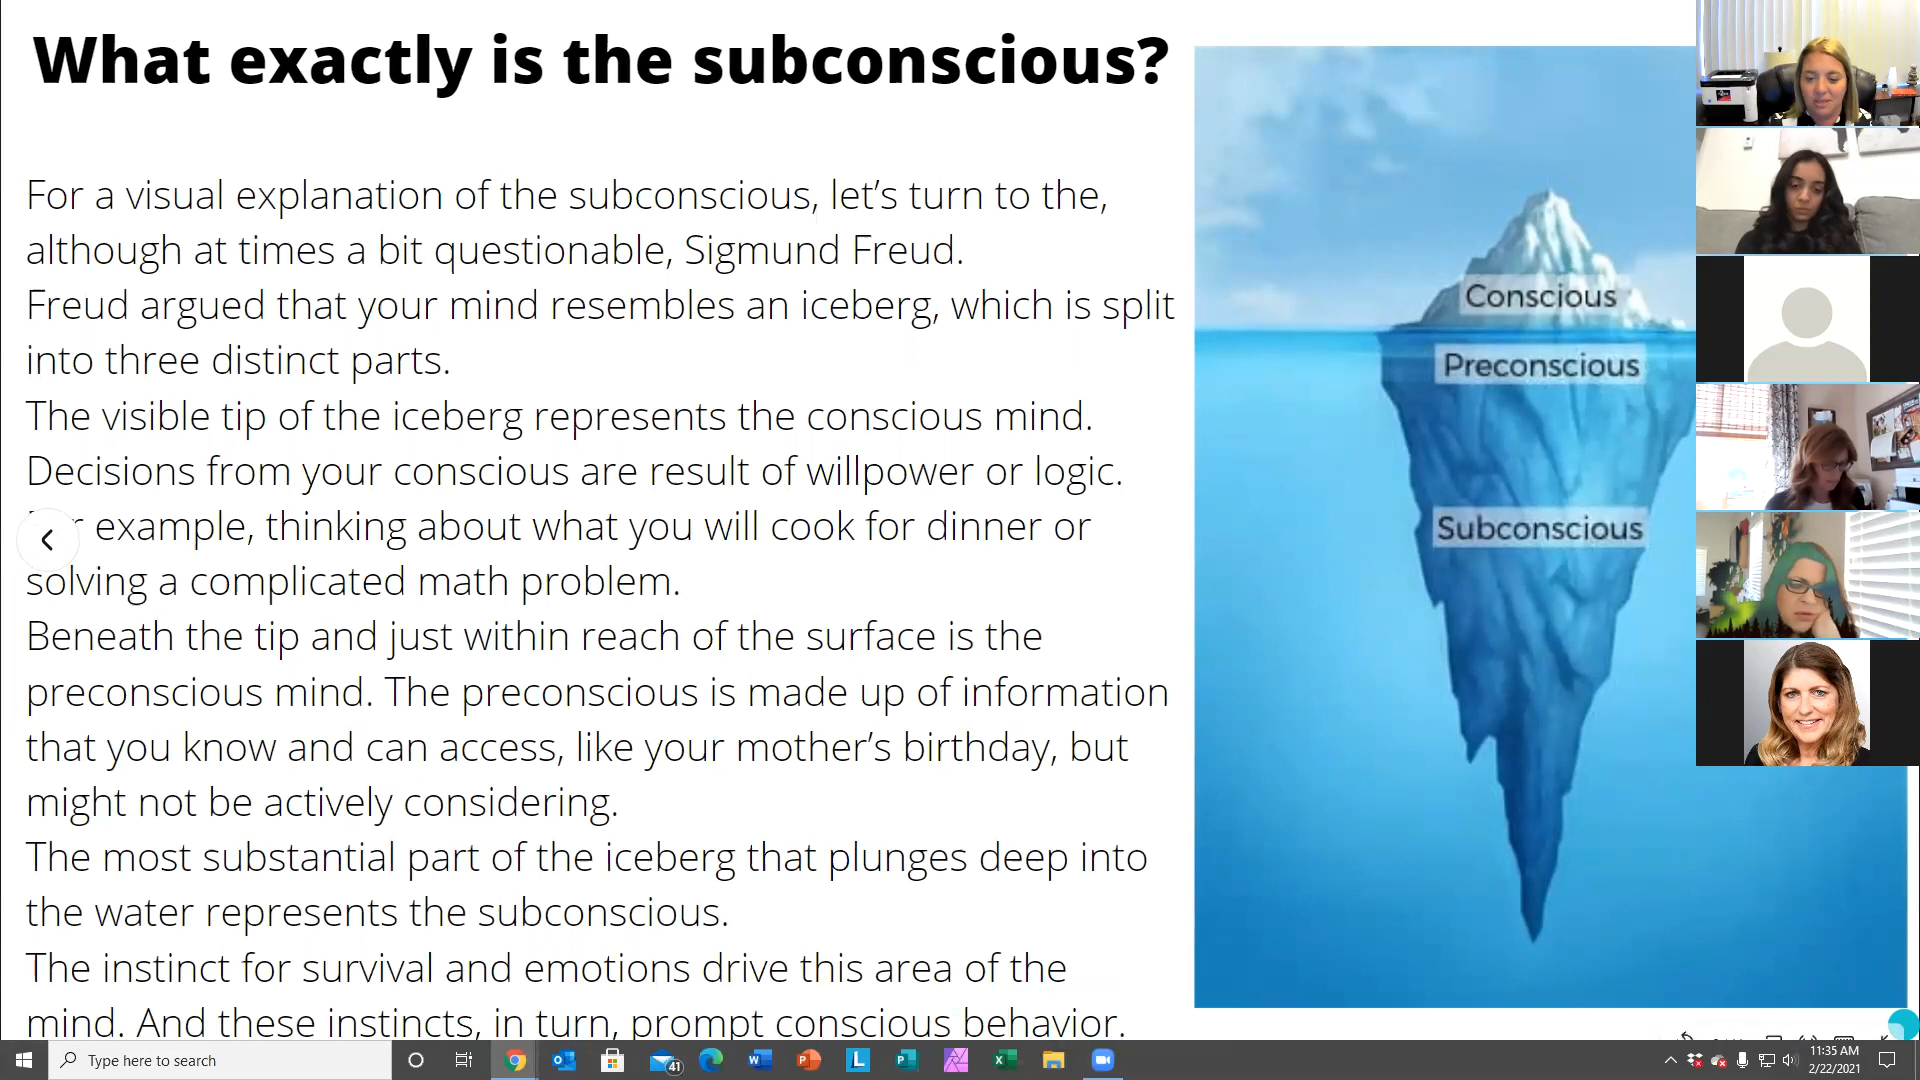 What exactly is the subconscious?
For a visual explanation of the subconscious, let’s turn to the,
although at times a bit questionable, Sigmund Freud.
Freud argued that your mind resembles an iceberg, which is split
into three distinct parts.
The visible tip of the iceberg represents the conscious mind.
Decisions from your conscious are result of willpower or logic.
example, thinking about what you will cook for dinner or
solving a complicated math problem.
Beneath the tip and just within reach of the surface is the
preconscious mind. The preconscious is made up of information
that you know and can access, like your mother’s birthday, but
might not be actively considering.
The most substantial part of the iceberg that plunges deep into
the water represents the subconscious.
The instinct for survival and emotions drive this area of the
mind. And these instincts, in turn, prompt conscious behavior.
Conscious
Preconscious
Subconscious
Type here to search
41
11:35 AM
2/22/2021